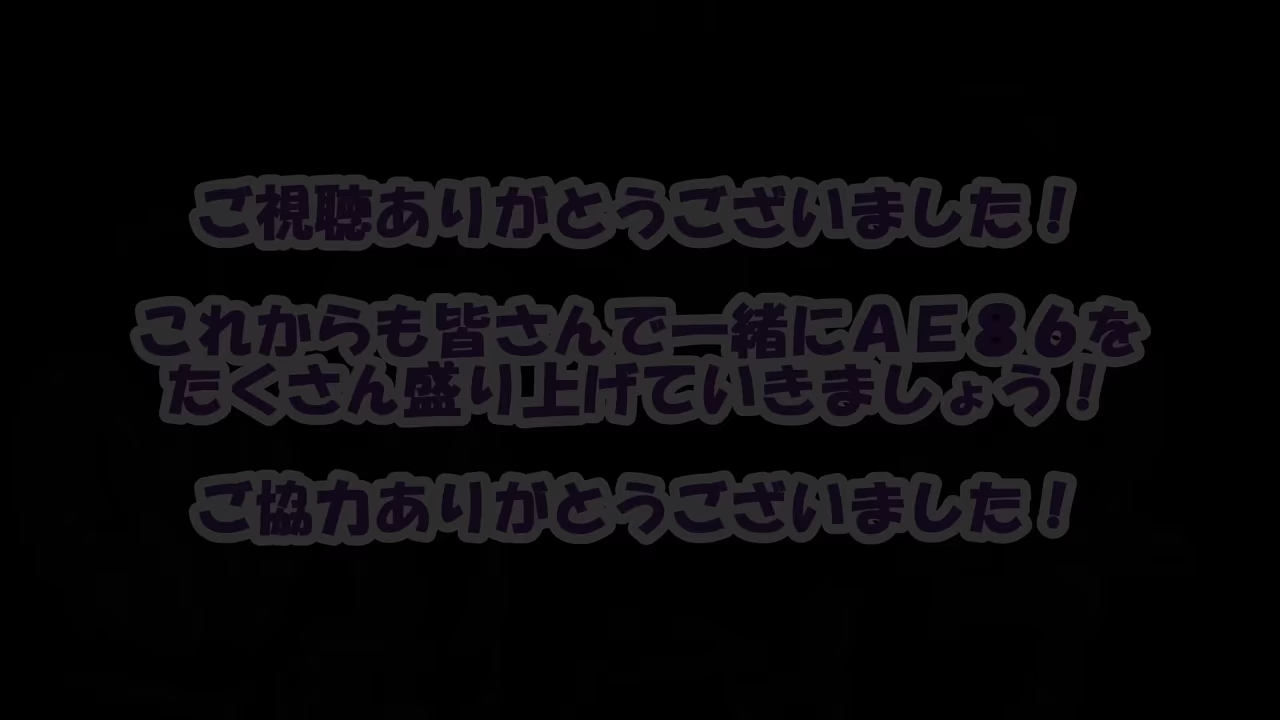 ご視聴ありがとうございました！
これからも皆さんで一緒にＡＥ８６を
たくさん盛り上げていきましょう！
ご協力ありがとうございました！